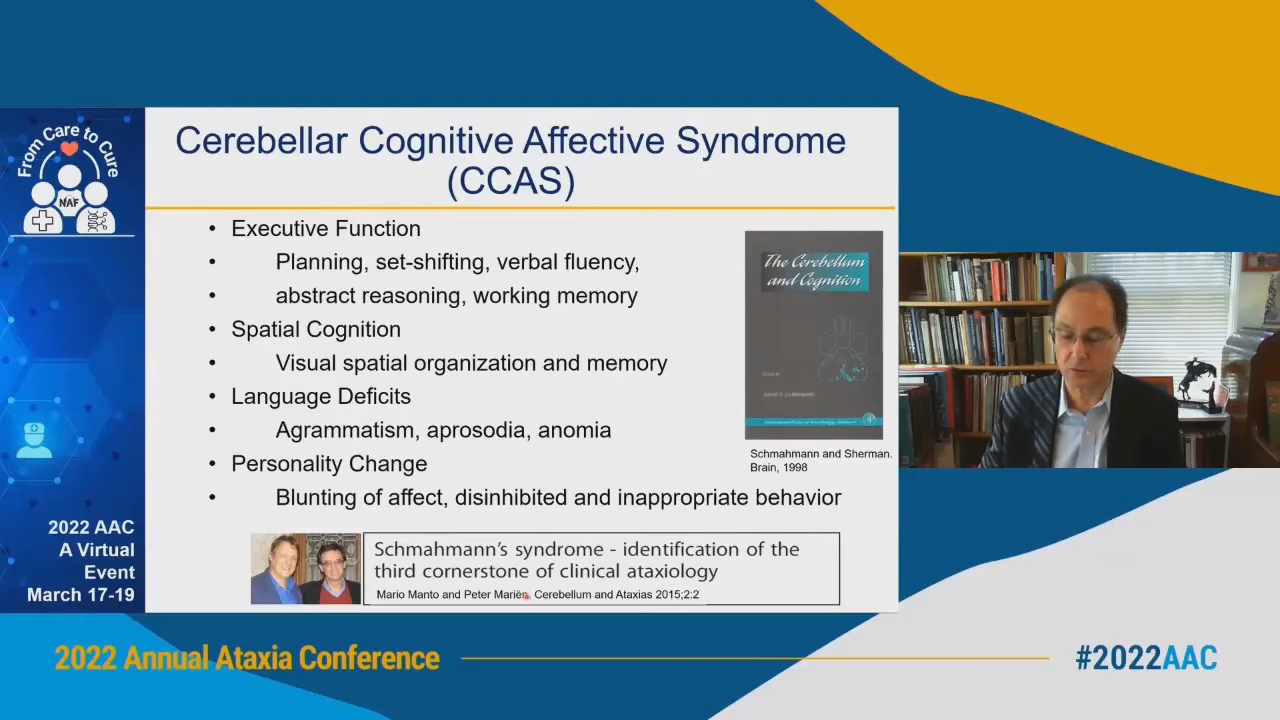 From Care to Cure
NAF
2022 AAC
A Virtual
Event
March 17-19
Cerebellar Cognitive Affective Syndrome
(CCAS)
• Executive Function
• Planning, set-shifting, verbal fluency,
• abstract reasoning, working memory
• Spatial Cognition
• Visual spatial organization and memory
• Language Deficits
• Agrammatism, aprosodia, anomia
• Personality Change
• Blunting of affect, disinhibited and inappropriate behavior
The Cerebellum
and Cognition
Schmahmann and Sherman.
Brain, 1998
Schmahmann's syndrome - identification of the
third cornerstone of clinical ataxiology
Mario Manto and Peter Mariën. Cerebellum and Ataxias 2015;2:2
2022 Annual Ataxia Conference
#2022AAC